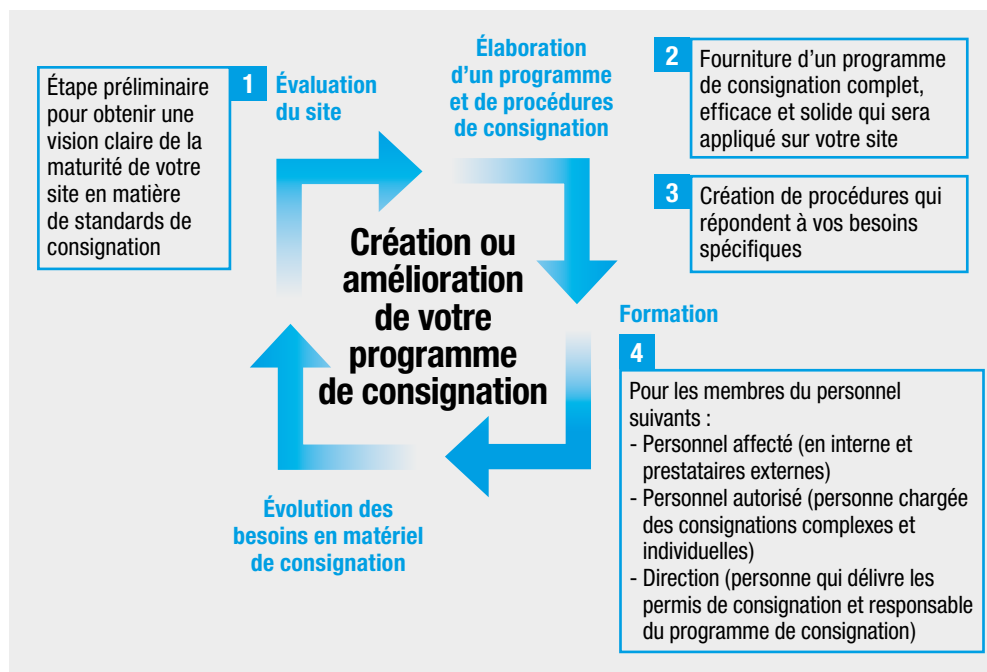 1
Évaluation
du site
Étape préliminaire
pour obtenir une
vision claire de la
maturité de votre
site en matière
de standards de
consignation
Élaboration
d’un programme
et de procédures
de consignation
2
Fourniture d’un programme
de consignation complet,
efficace et solide qui sera
appliqué sur votre site
3
Création de procédures qui
répondent à vos besoins
spécifiques
Création ou
amélioration
de votre
programme
de consignation
Formation
4
Pour les membres du personnel
suivants :
- Personnel affecté (en interne et
prestataires externes)
- Personnel autorisé (personne chargée
des consignations complexes et
individuelles)
- Direction (personne qui délivre les
permis de consignation et responsable
du programme de consignation)
Évolution des
besoins en matériel
de consignation